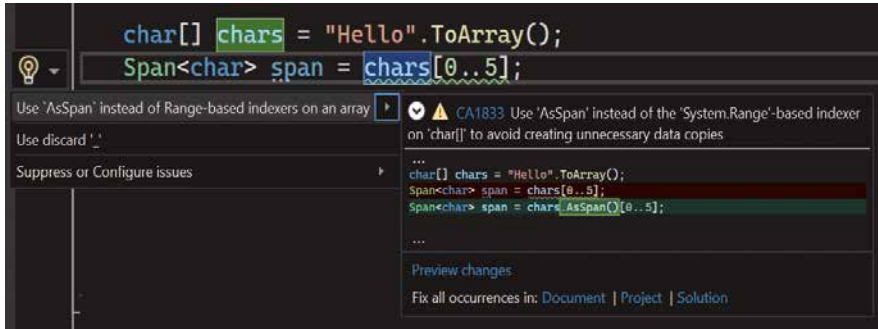 char[] chars = "Hello".ToArray();
Span<char> span = chars[0..5];
Use `AsSpan` instead of Range-based indexers on an array
Use discard '_'
Suppress or Configure issues
CA1833 Use 'AsSpan' instead of the 'System.Range'-based indexer
on 'char[]' to avoid creating unnecessary data copies
...
char[] chars = "Hello".ToArray();
Span<char> span = chars[0..5];
Span<char> span = chars.AsSpan()[0..5];
...
Preview changes
Fix all occurrences in: Document | Project | Solution